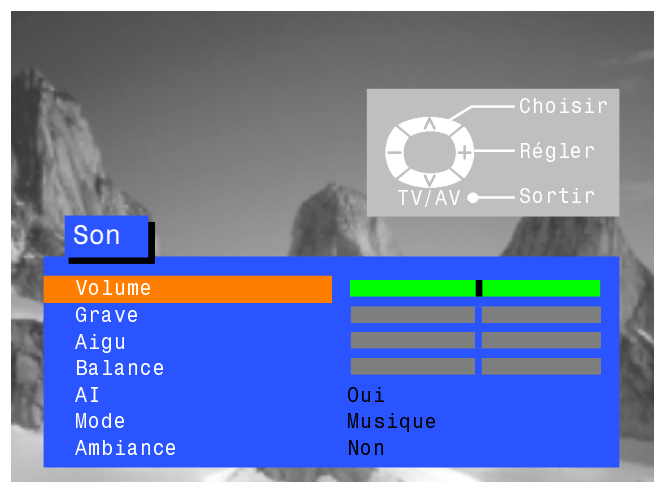 Choisir
Régler
TV/AV Sortir
Son
Volume
Grave
Aigu
Balance
AI Oui
Mode Musique
Ambiance Non